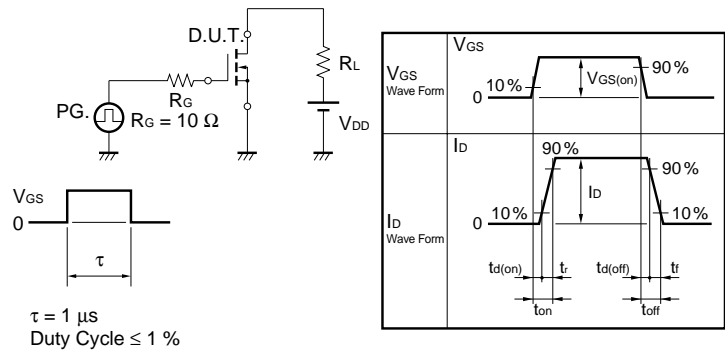 D.U.T.
RL
RG
PG.
RG = 10 Ω
VDD
VGS
0
τ
τ = 1 μs
Duty Cycle ≤ 1 %
VGS
Wave Form
VGS
10 %
0
VGS(on)
90 %
ID
Wave Form
ID
90 %
90 %
ID
10 %
10 %
0
td(on)
tr
td(off)
tf
ton
toff